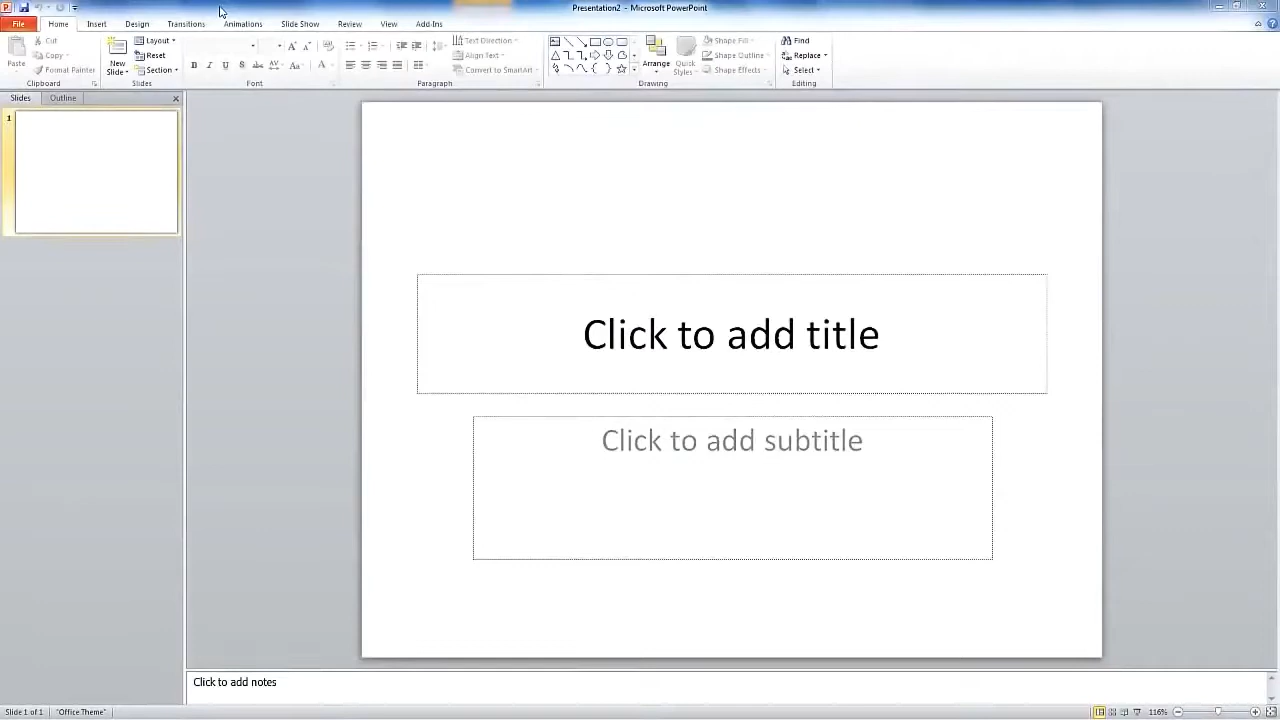 Presentation2 - Microsoft PowerPoint
File Home Insert Design Transitions Animations Slide Show Review View Add-Ins
Paste
Cut
Copy
Format Painter
Clipboard
New Slide
Layout
Reset
Section
Slides
B I U S abc AV Aa A
Font
Text Direction
Align Text
Convert to SmartArt
Paragraph
Arrange
Quick Styles
Shape Fill
Shape Outline
Shape Effects
Drawing
Find
Replace
Select
Editing
Slides Outline
1
Click to add title
Click to add subtitle
Click to add notes
Slide 1 of 1 "Office Theme" 116%